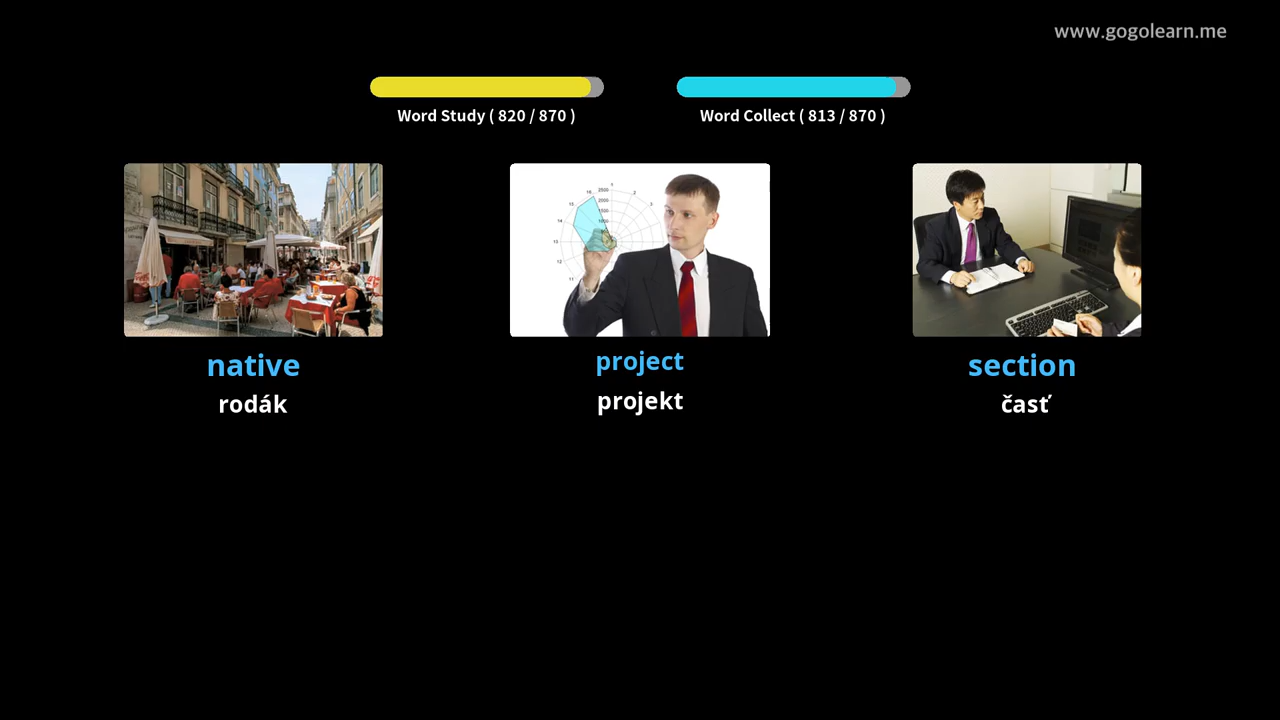 www.gogolearn.me
Word Study ( 820 / 870 )
Word Collect ( 813 / 870 )
native
rodák
project
projekt
section
časť